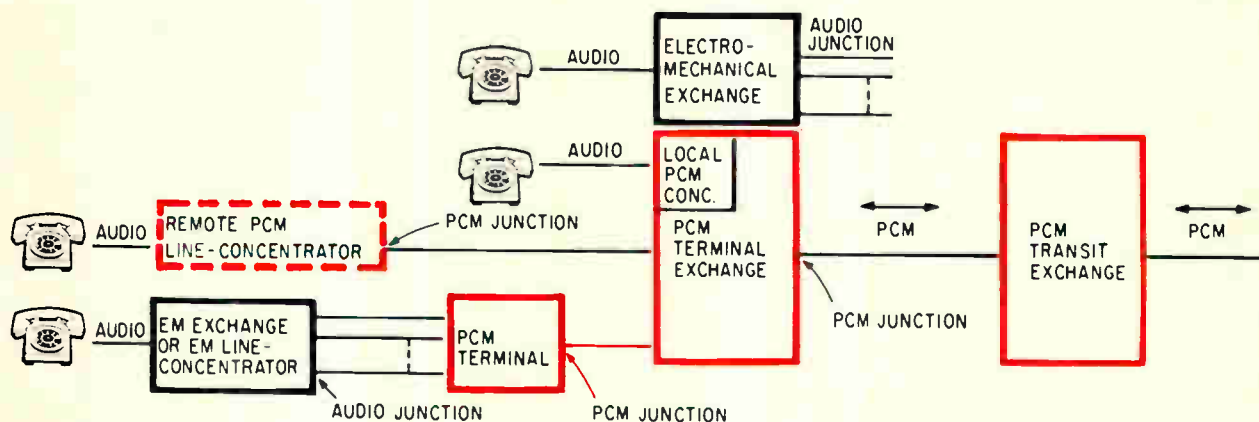 AUDIO
ELECTRO-
MECHANICAL
EXCHANGE
AUDIO
JUNCTION
AUDIO
LOCAL
PCM
CONC.
PCM
TERMINAL
EXCHANGE
AUDIO
REMOTE PCM
LINE-CONCENTRATOR
PCM JUNCTION
PCM
PCM
TRANSIT
EXCHANGE
PCM
PCM JUNCTION
AUDIO
EM EXCHANGE
OR EM LINE-
CONCENTRATOR
PCM
TERMINAL
AUDIO JUNCTION
PCM JUNCTION